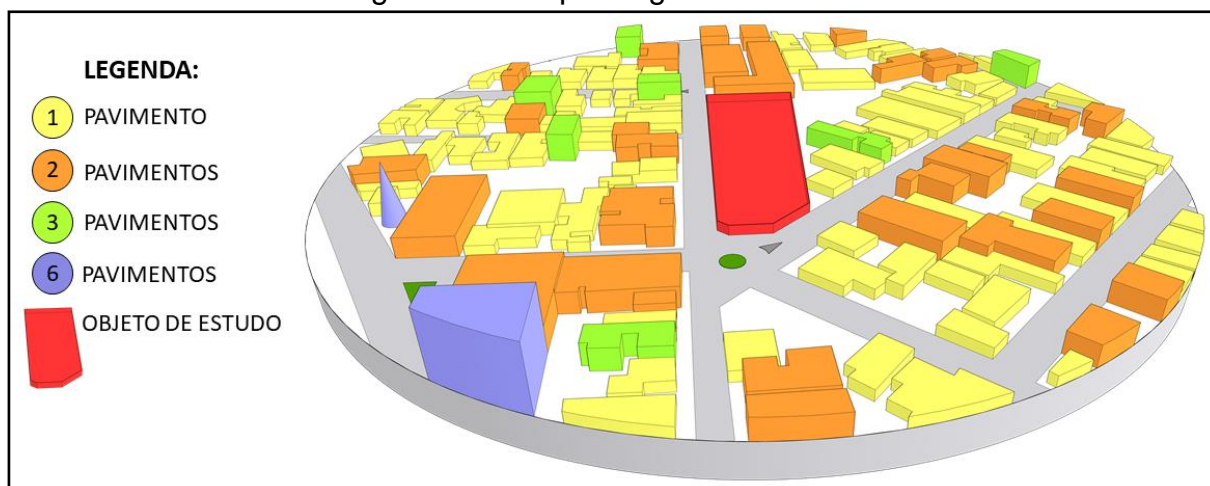 LEGENDA:
1 PAVIMENTO
2 PAVIMENTOS
3 PAVIMENTOS
6 PAVIMENTOS
OBJETO DE ESTUDO